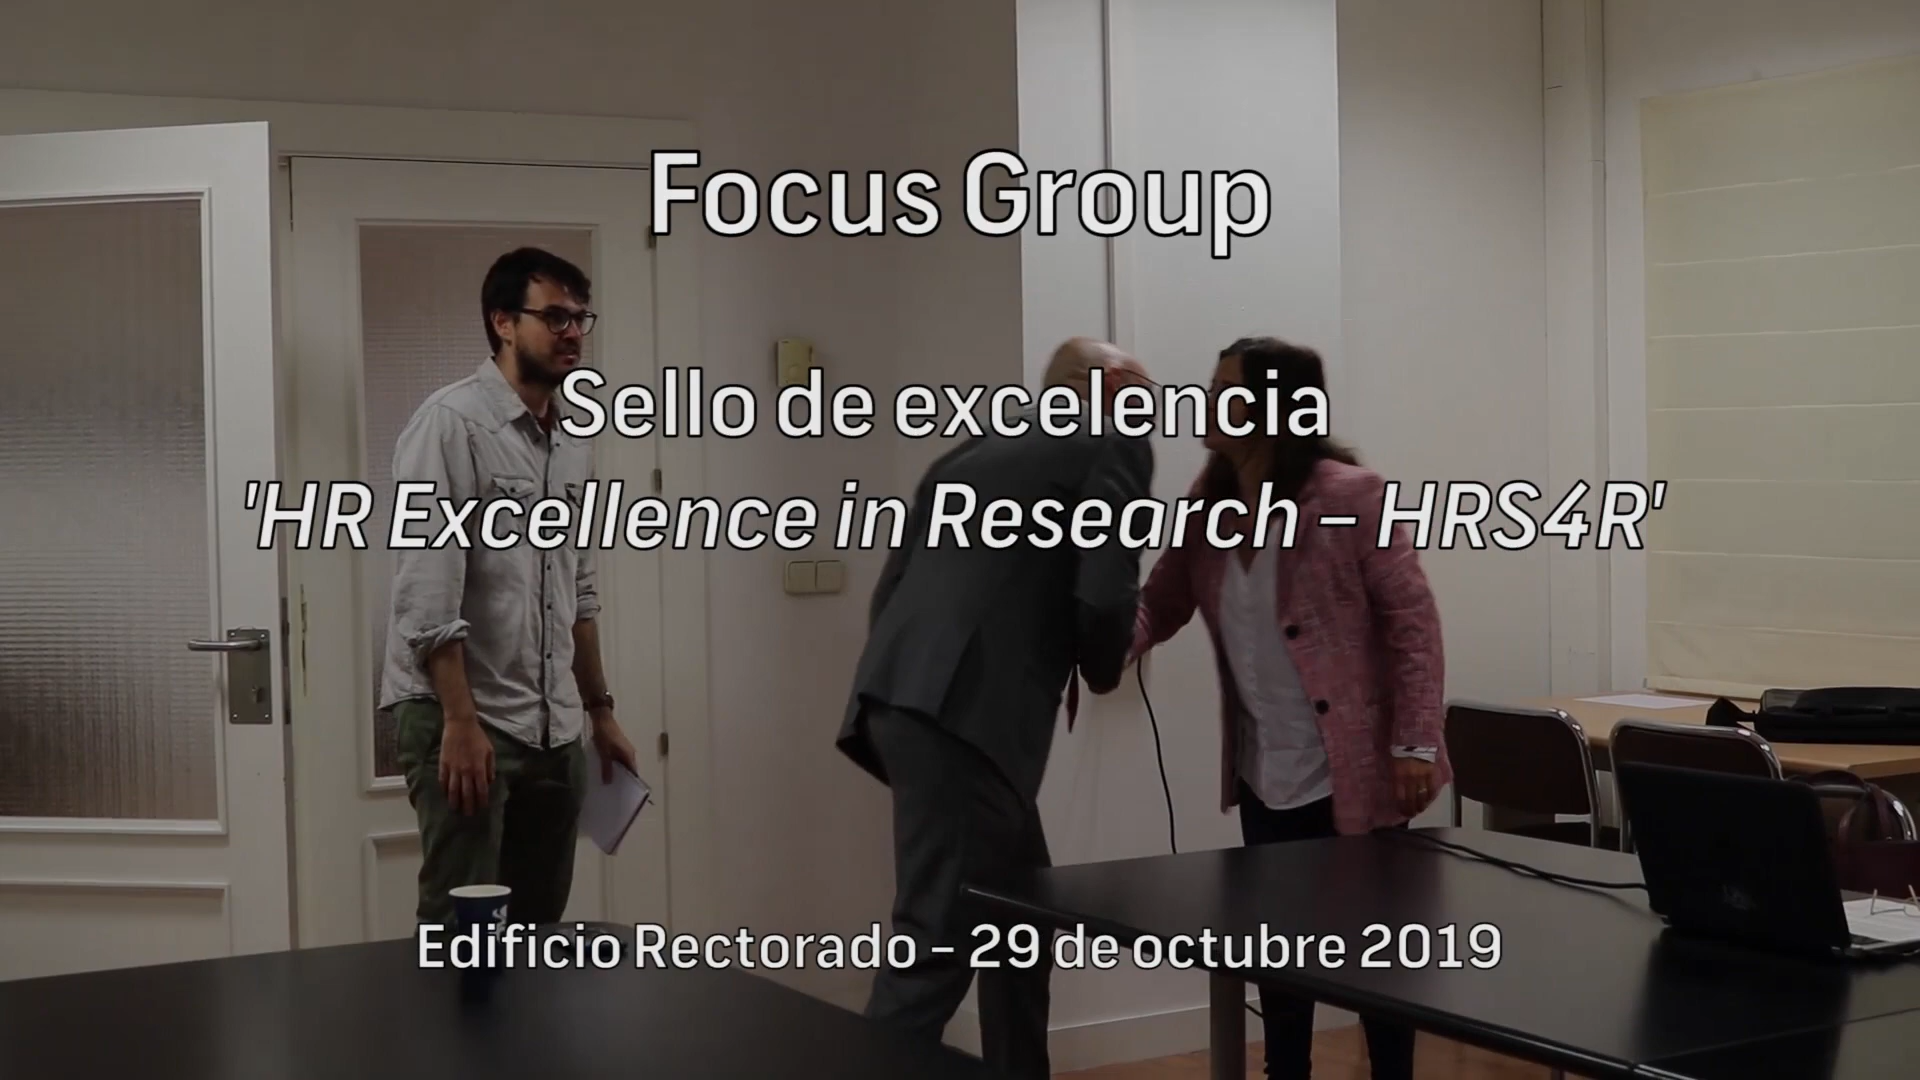 Focus Group
Sello de excelencia
'HR Excellence in Research – HRS4R'
Edificio Rectorado – 29 de octubre 2019